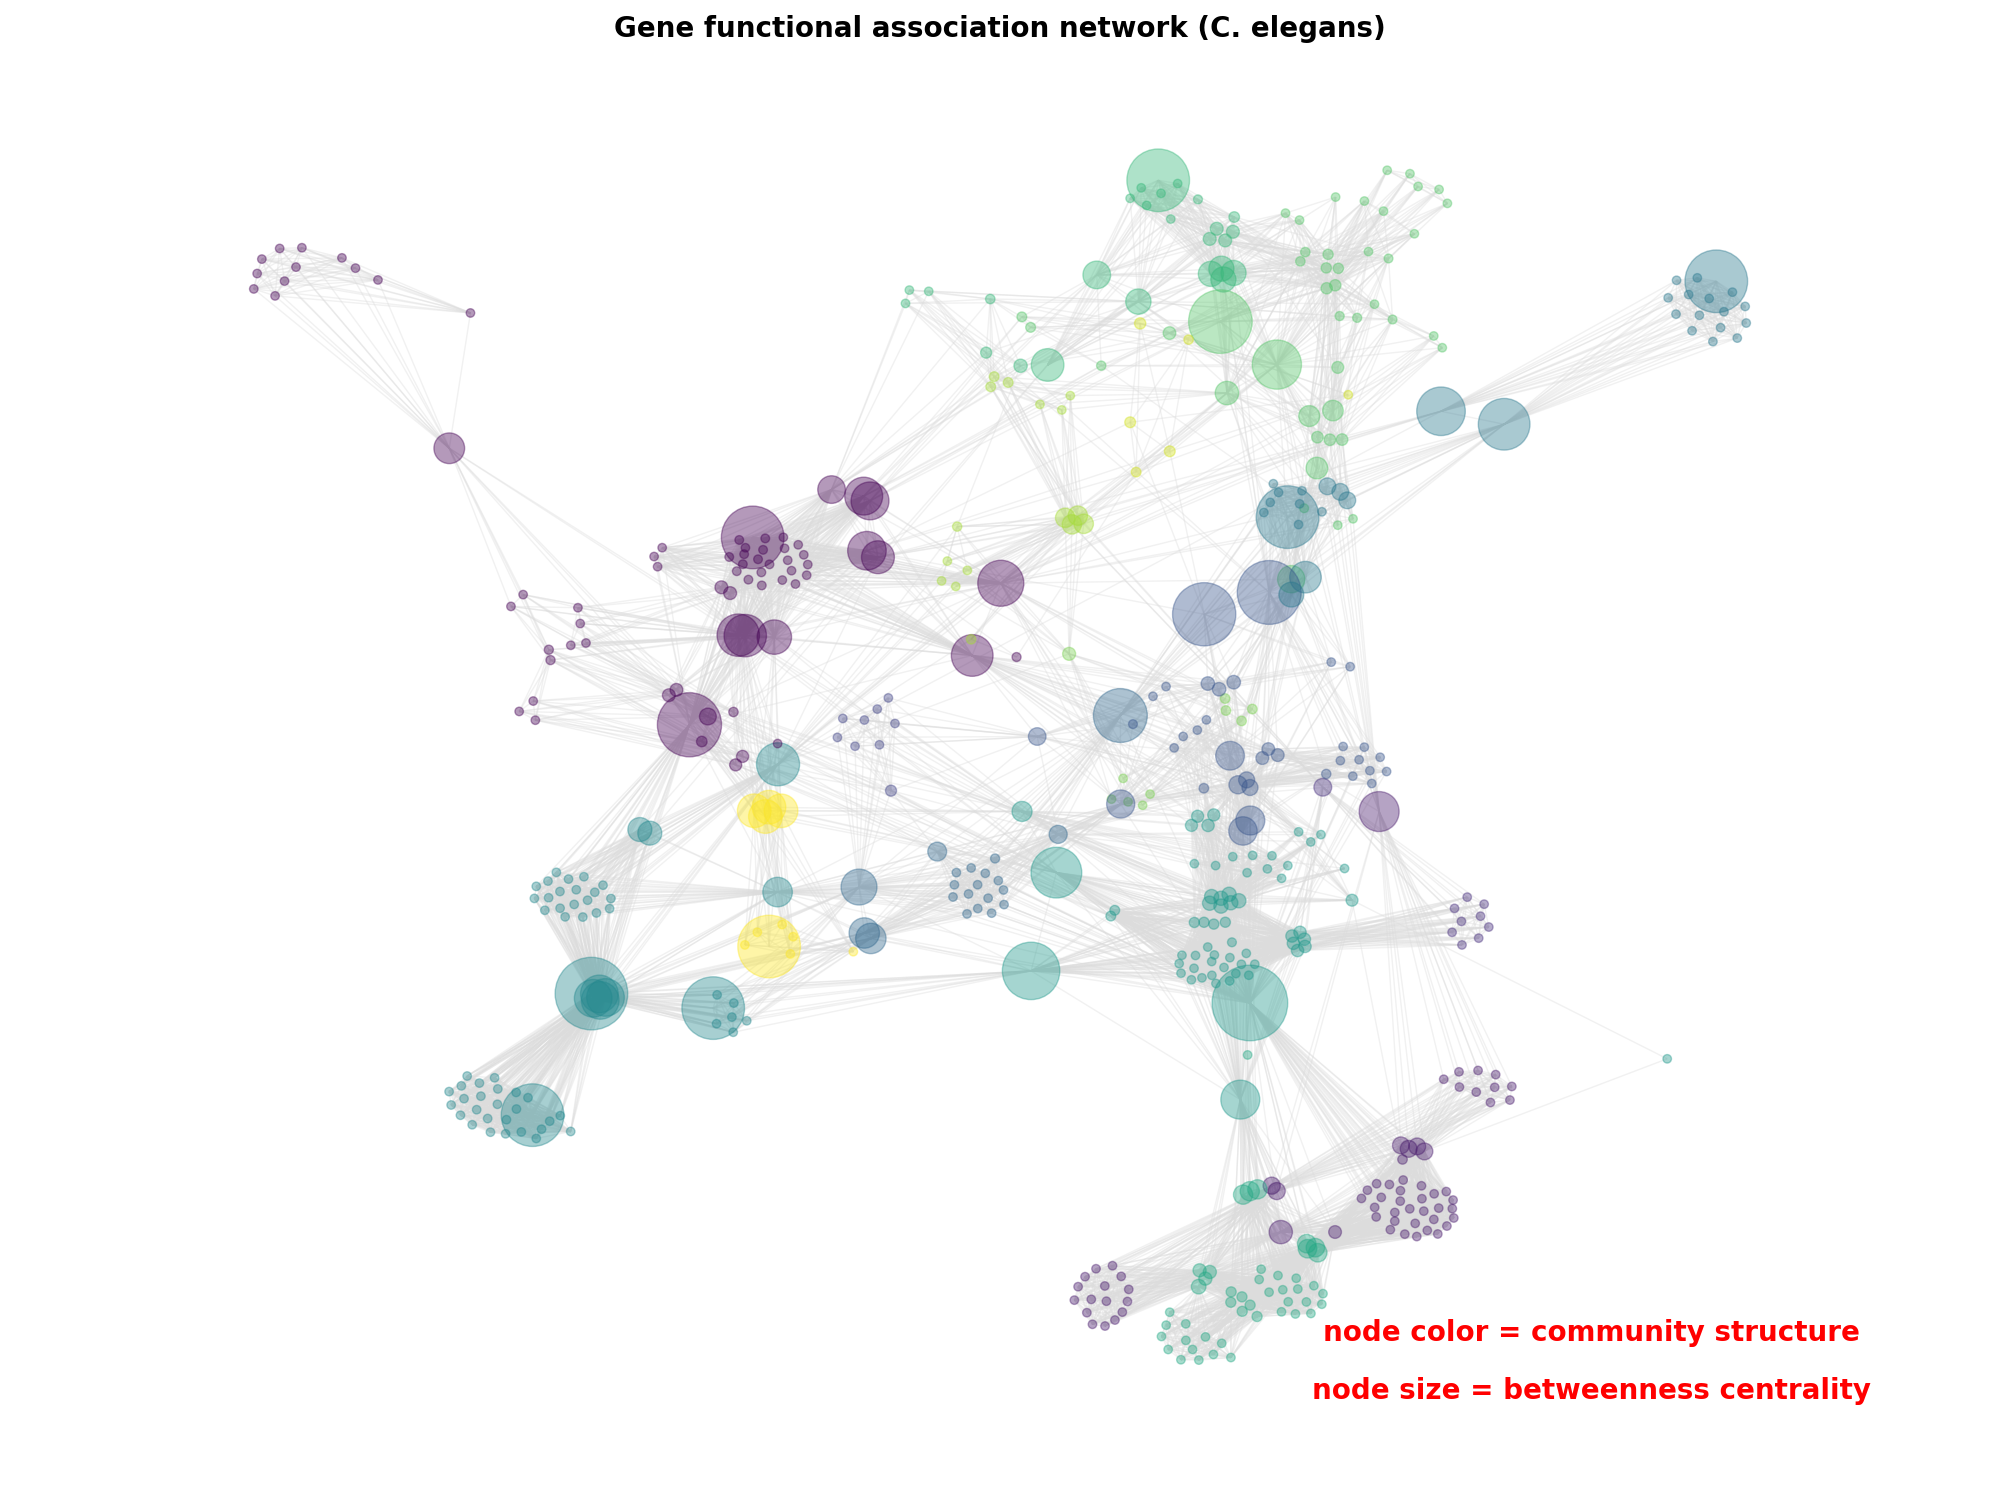 Gene functional association network (C. elegans)
node color = community structure
node size = betweenness centrality